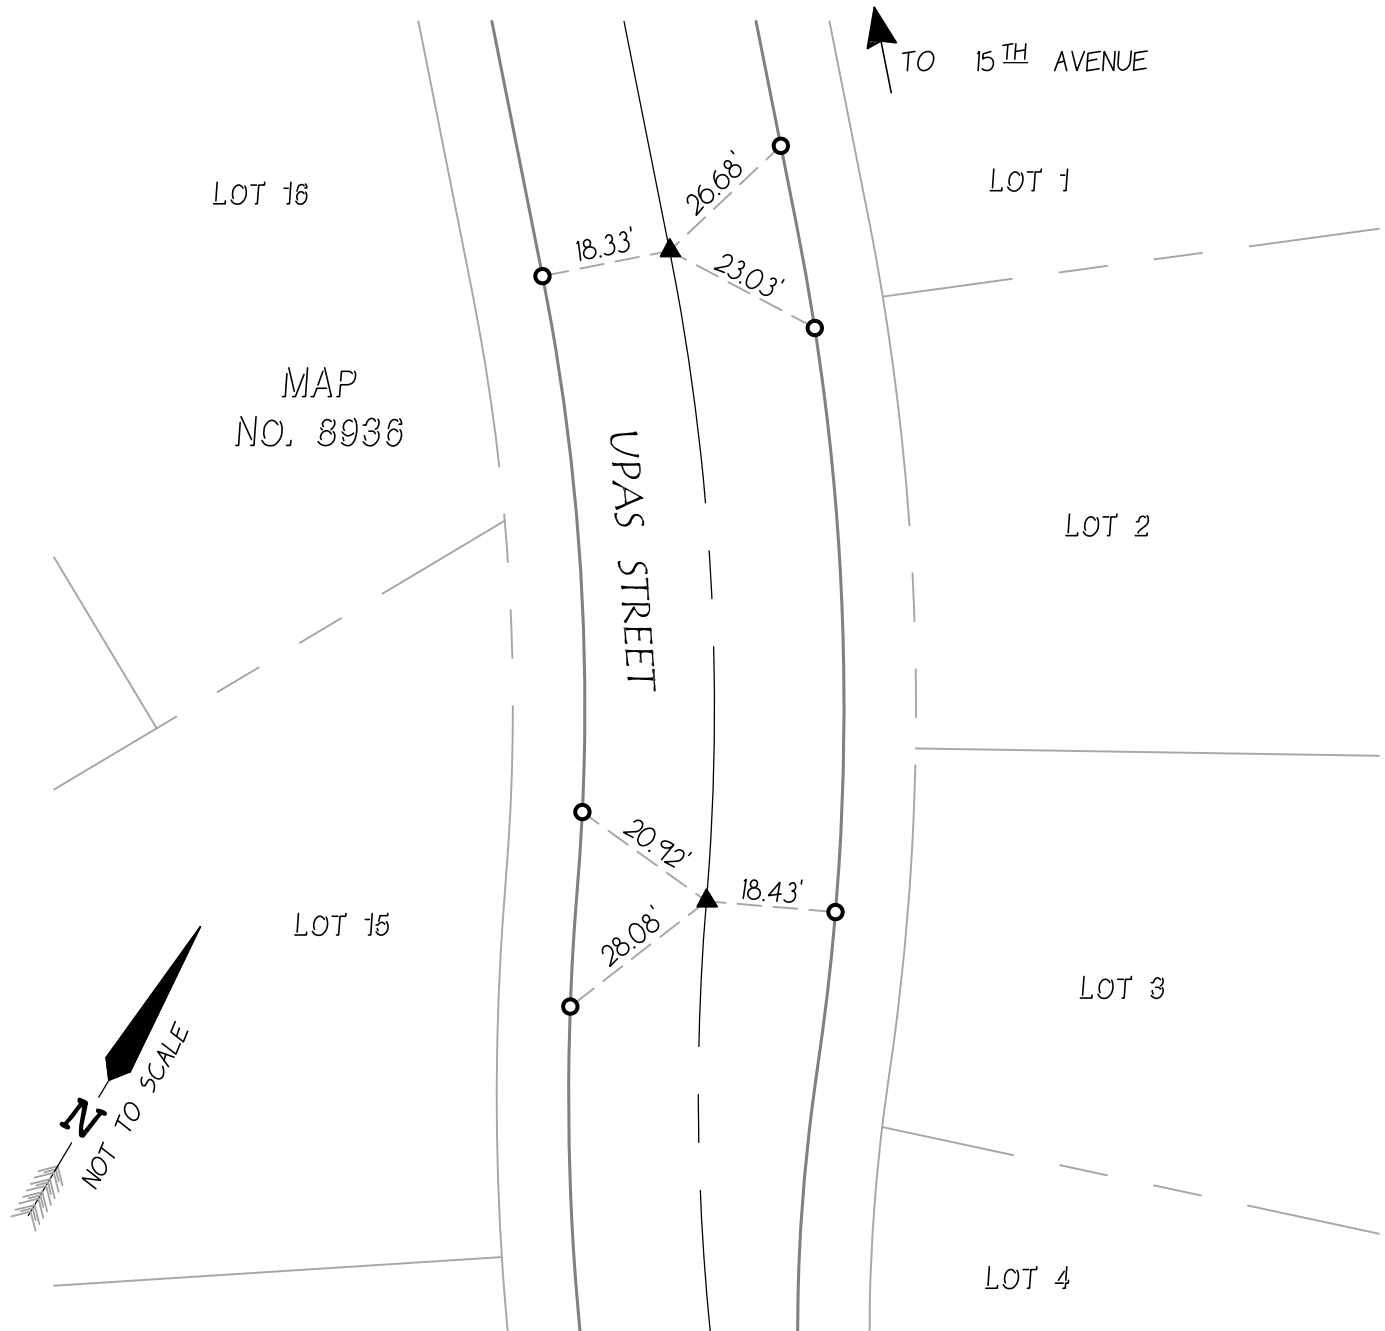 TO 15TH AVENUE
26.68'
LOT 1
LOT 16
18.33'
23.03'
MAP
NO. 8936
UPAS STREET
LOT 2
20.92'
18.43'
LOT 15
28.08'
LOT 3
N
NOT TO SCALE
LOT 4